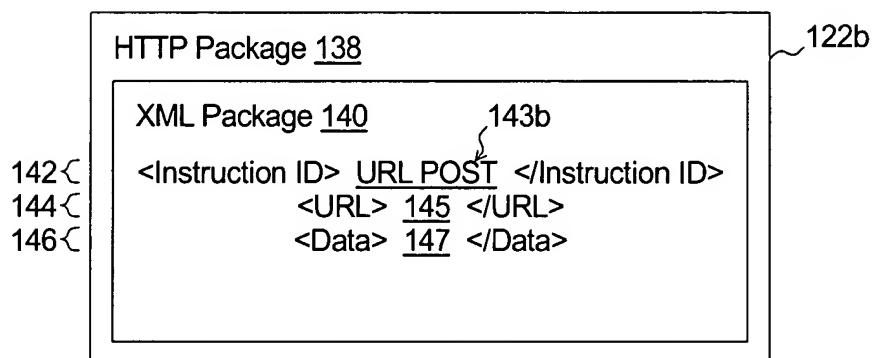 HTTP Package 138
122b
XML Package 140
143b
142 <Instruction ID> URL POST </Instruction ID>
144 <URL> 145 </URL>
146 <Data> 147 </Data>